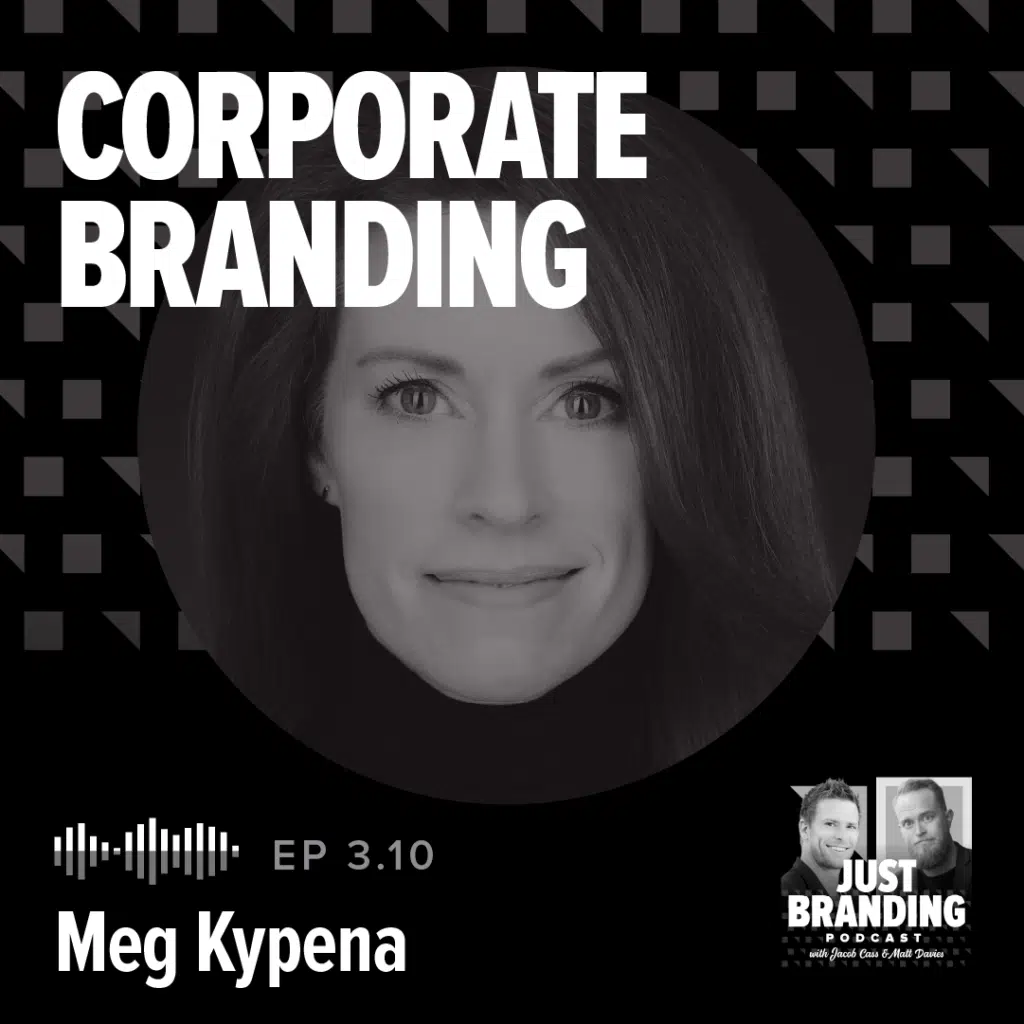 CORPORATE
BRANDING
EP 3.10
Meg Kypena
JUST
BRANDING
PODCAST
with Jacob Cass & Matt Davies